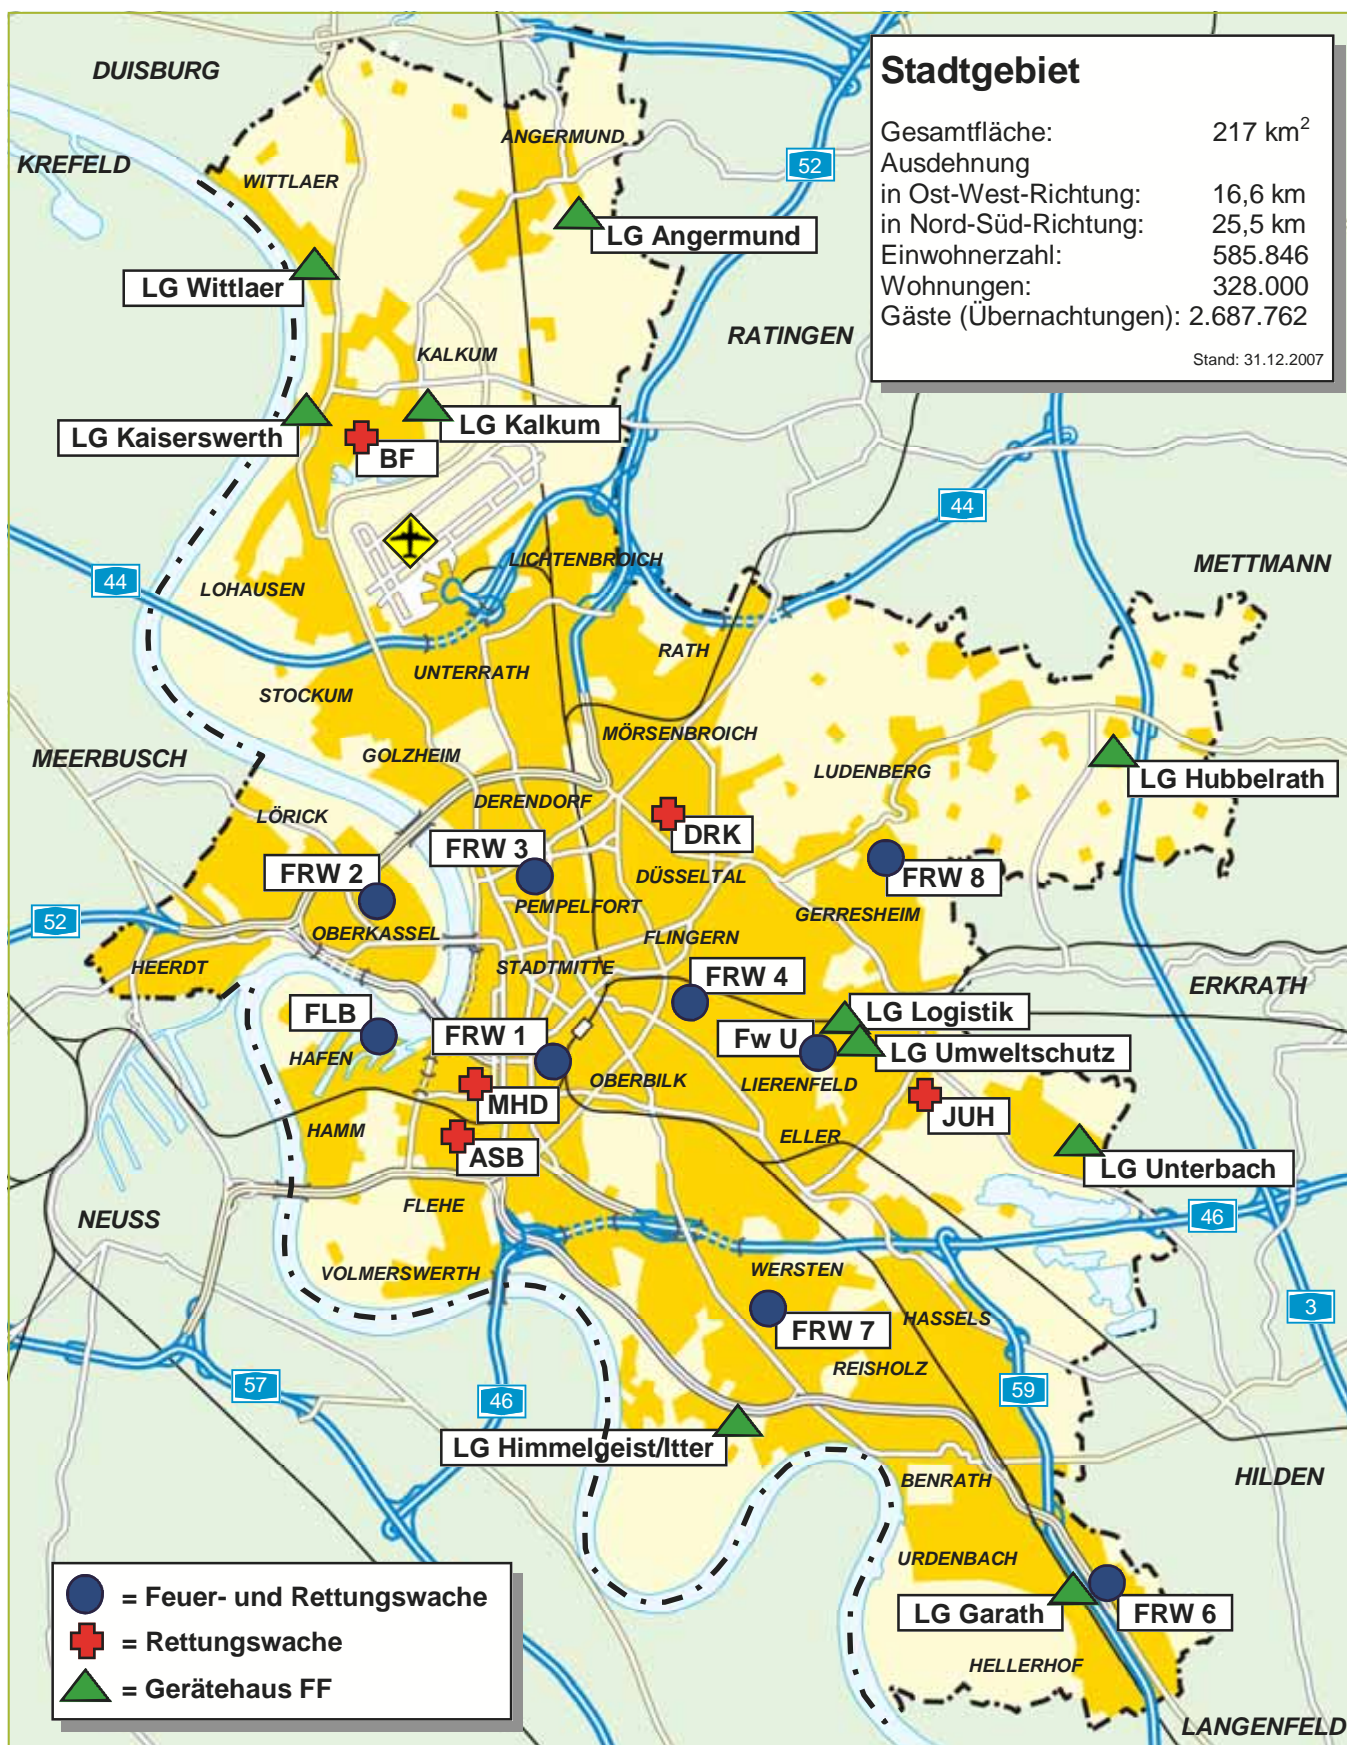 DUISBURG
Stadtgebiet
Gesamtfläche: 217 km²
Ausdehnung
in Ost-West-Richtung: 16,6 km
in Nord-Süd-Richtung: 25,5 km
Einwohnerzahl: 585.846
Wohnungen: 328.000
Gäste (Übernachtungen): 2.687.762
Stand: 31.12.2007
ANGERMUND
KREFELD
52
WITTLAER
LG Angermund
LG Wittlaer
RATINGEN
KALKUM
LG Kaiserswerth
LG Kalkum
BF
44
METTMANN
LICHTENBROICH
44
LOHAUSEN
RATH
UNTERRATH
STOCKUM
MÖRSENBROICH
GOLZHEIM
MEERBUSCH
LUDENBERG
LG Hubbelrath
DERENDORF
LÖRICK
DRK
FRW 3
FRW 2
DÜSSELTAL
FRW 8
PEMPELFORT
GERRESHEIM
52
OBERKASSEL
FLINGERN
HEERDT
STADTMITTE
FRW 4
ERKRATH
LG Logistik
FLB
FRW 1
Fw U
LG Umweltschutz
HAFEN
OBERBILK
LIERENFELD
MHD
JUH
HAMM
ELLER
ASB
LG Unterbach
FLEHE
NEUSS
46
WERSTEN
VOLMERSWERTH
3
HASSELS
FRW 7
REISHOLZ
57
59
46
LG Himmelgeist/Itter
BENRATH
HILDEN
URDENBACH
= Feuer- und Rettungswache
LG Garath
FRW 6
= Rettungswache
HELLERHOF
= Gerätehaus FF
LANGENFELD